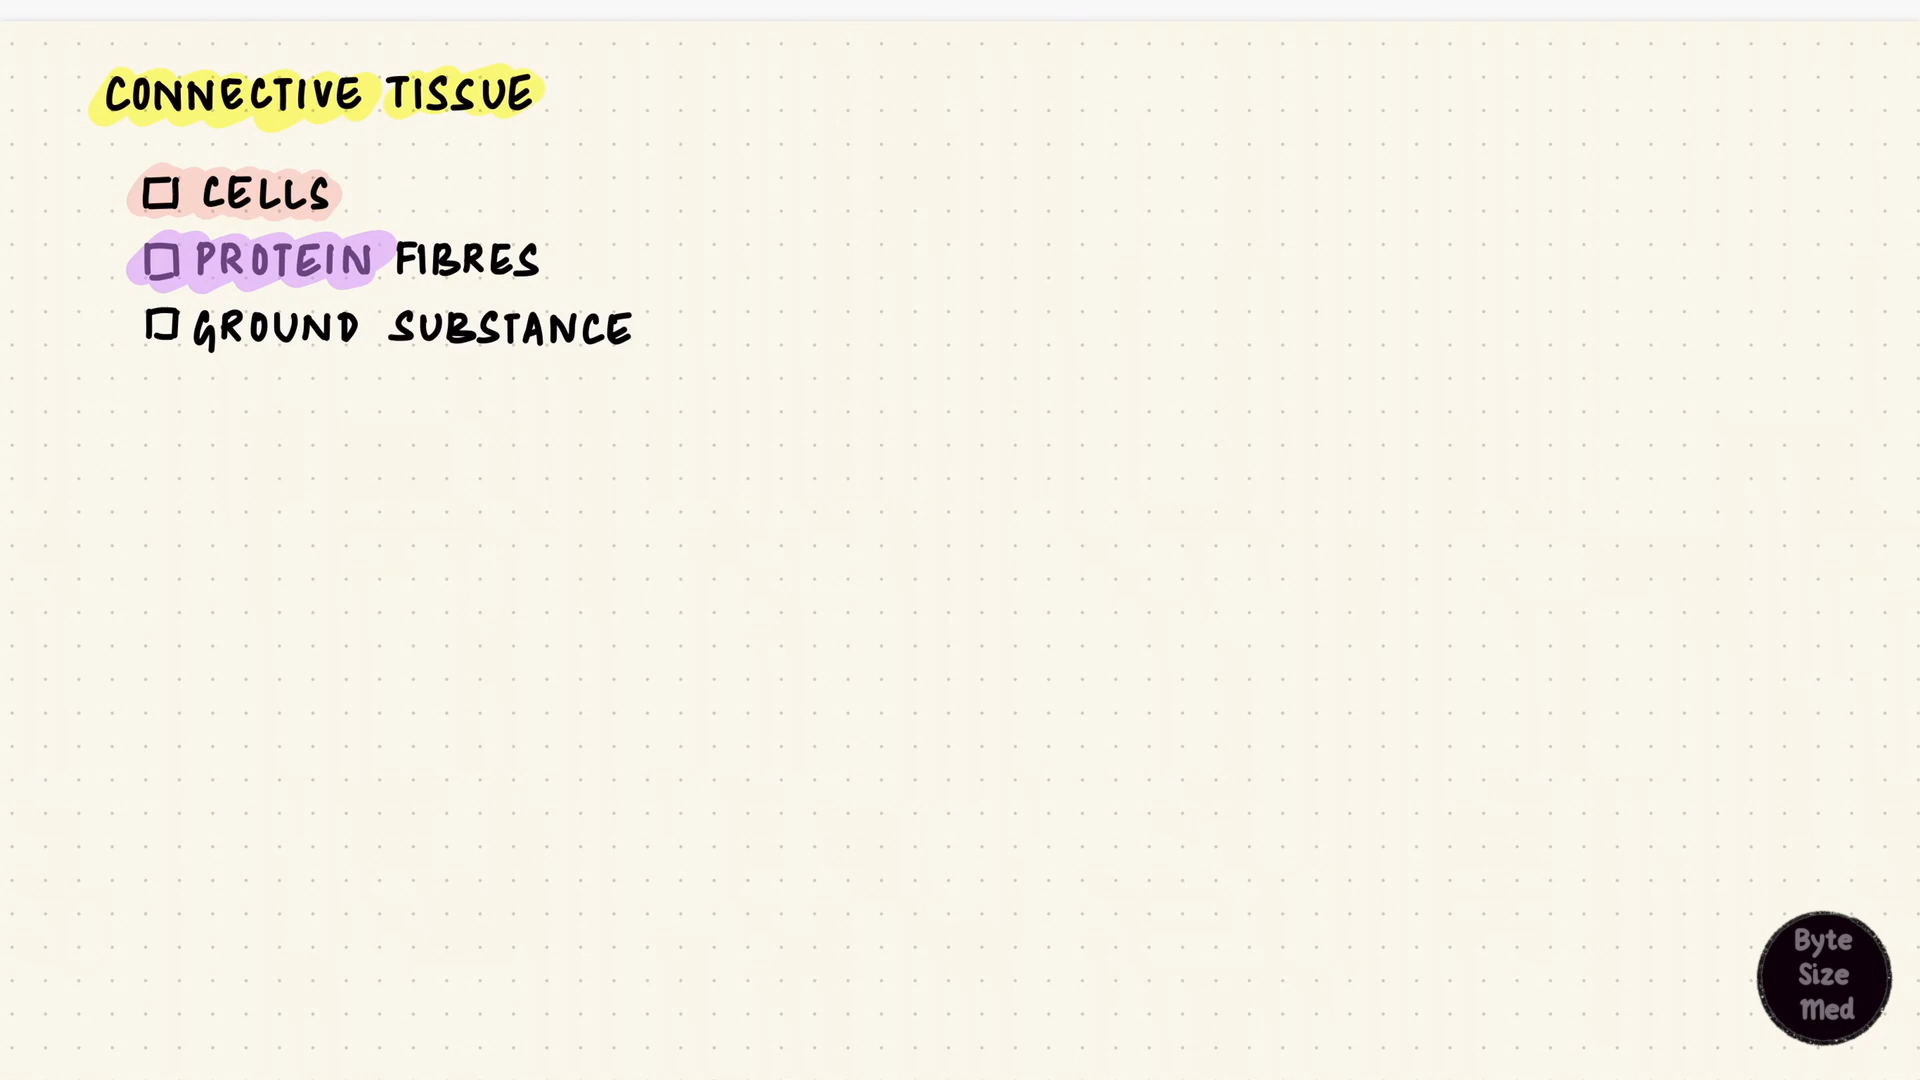 CONNECTIVE TISSUE
CELLS
PROTEIN FIBRES
GROUND SUBSTANCE
Byte
Size
Med